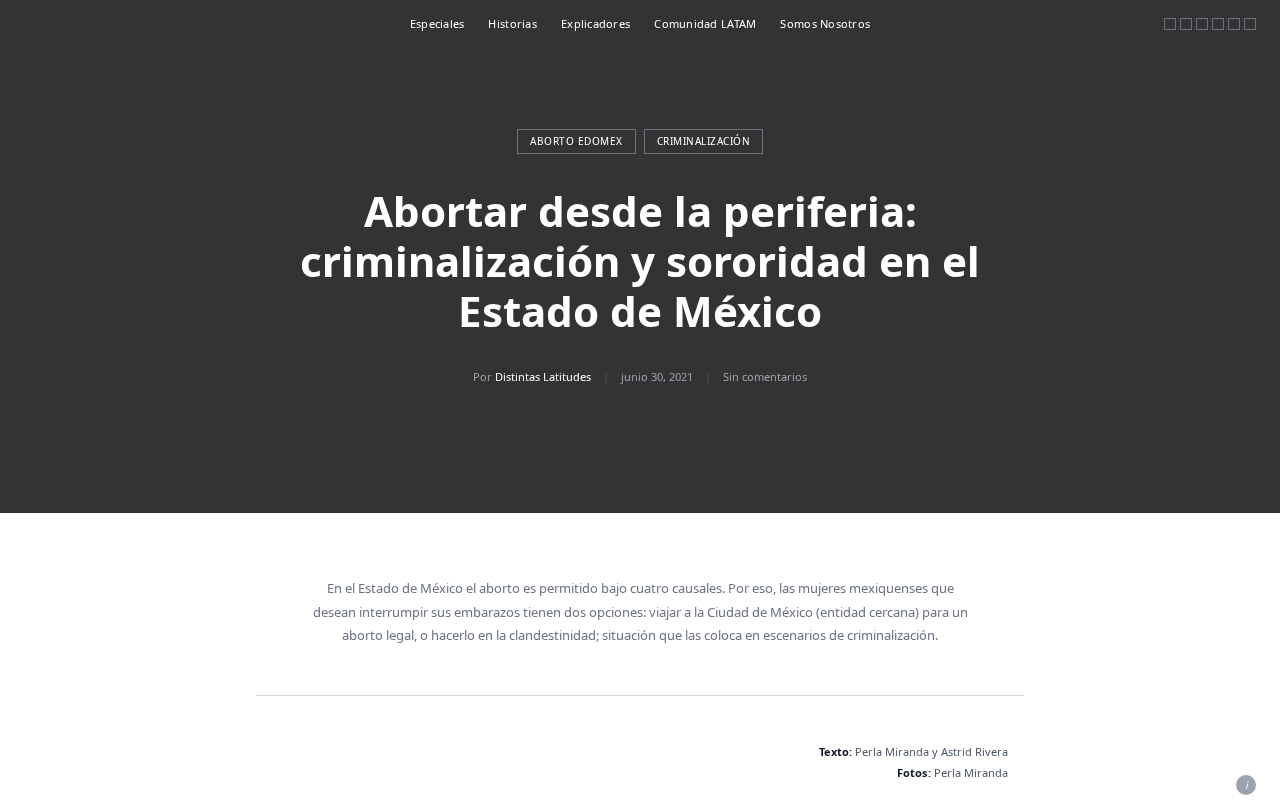 Especiales Historias Explicadores Comunidad LATAM Somos Nosotros
ABORTO EDOMEX CRIMINALIZACIÓN
Abortar desde la periferia:
criminalización y sororidad en el
Estado de México
Por Distintas Latitudes | junio 30, 2021 | Sin comentarios
En el Estado de México el aborto es permitido bajo cuatro causales. Por eso, las mujeres mexiquenses que
desean interrumpir sus embarazos tienen dos opciones: viajar a la Ciudad de México (entidad cercana) para un
aborto legal, o hacerlo en la clandestinidad; situación que las coloca en escenarios de criminalización.
Texto: Perla Miranda y Astrid Rivera
Fotos: Perla Miranda
i